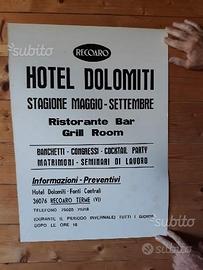 subito
RECOARO
HOTEL DOLOMITI
STAGIONE MAGGIO - SETTEMBRE
Ristorante Bar
Grill Room
BANCHETTI - CONGRESSI - COCKTAIL PARTY
MATRIMONI - SEMINARI DI LAVORO
Informazioni - Preventivi
Hotel Dolomiti - Fonti Centrali
36076 RECOARO TERME (VI)
TELEFONO
(DURANTE IL PERIODO INVERNALE) TUTTI I GIORNI
DOPO LE ORE 18
subito